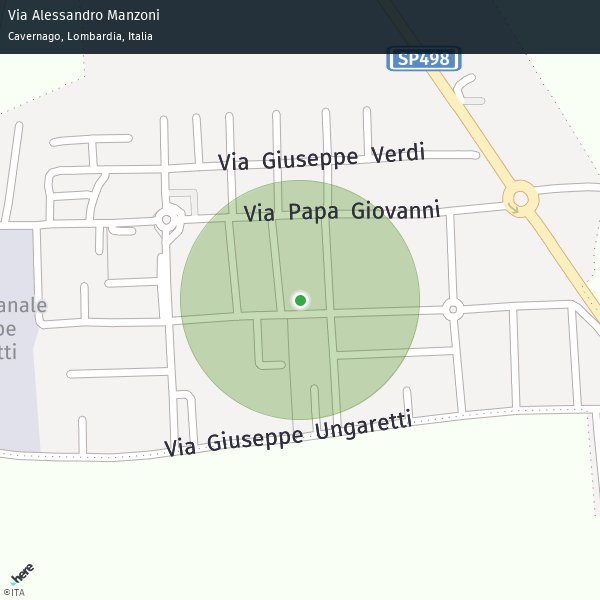 Via Alessandro Manzoni
Cavernago, Lombardia, Italia
SP498
Via Giuseppe Verdi
Via Papa Giovanni
anale
pe
tti
Via Giuseppe Ungaretti
here
©ITA